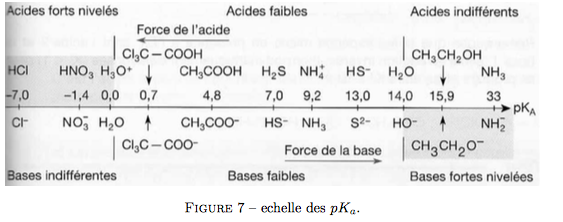 Acides forts nivelés Acides faibles Acides indifférents
Force de l'acide
Cl₃C – COOH CH₃CH₂OH
HCl HNO₃ H₃O⁺ CH₃COOH H₂S NH₄⁺ HS⁻ H₂O NH₃
-7,0 -1,4 0,0 0,7 4,8 7,0 9,2 13,0 14,0 15,9 33
pKA
Cl⁻ NO₃⁻ H₂O CH₃COO⁻ HS⁻ NH₃ S²⁻ HO⁻ NH₂⁻
Cl₃C – COO⁻ Force de la base CH₃CH₂O⁻
Bases indifférentes Bases faibles Bases fortes nivelées
FIGURE 7 – echelle des pKₐ.